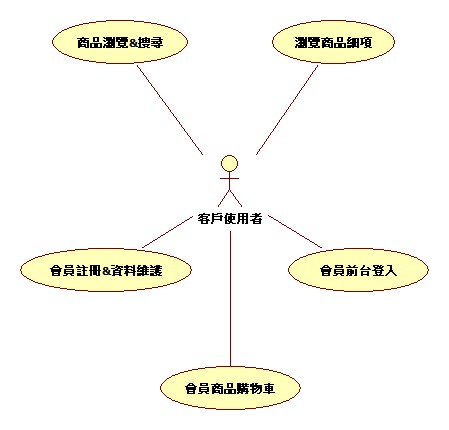 商品瀏覽&搜尋
瀏覽商品細項
客戶使用者
會員註冊&資料維護
會員前台登入
會員商品購物車